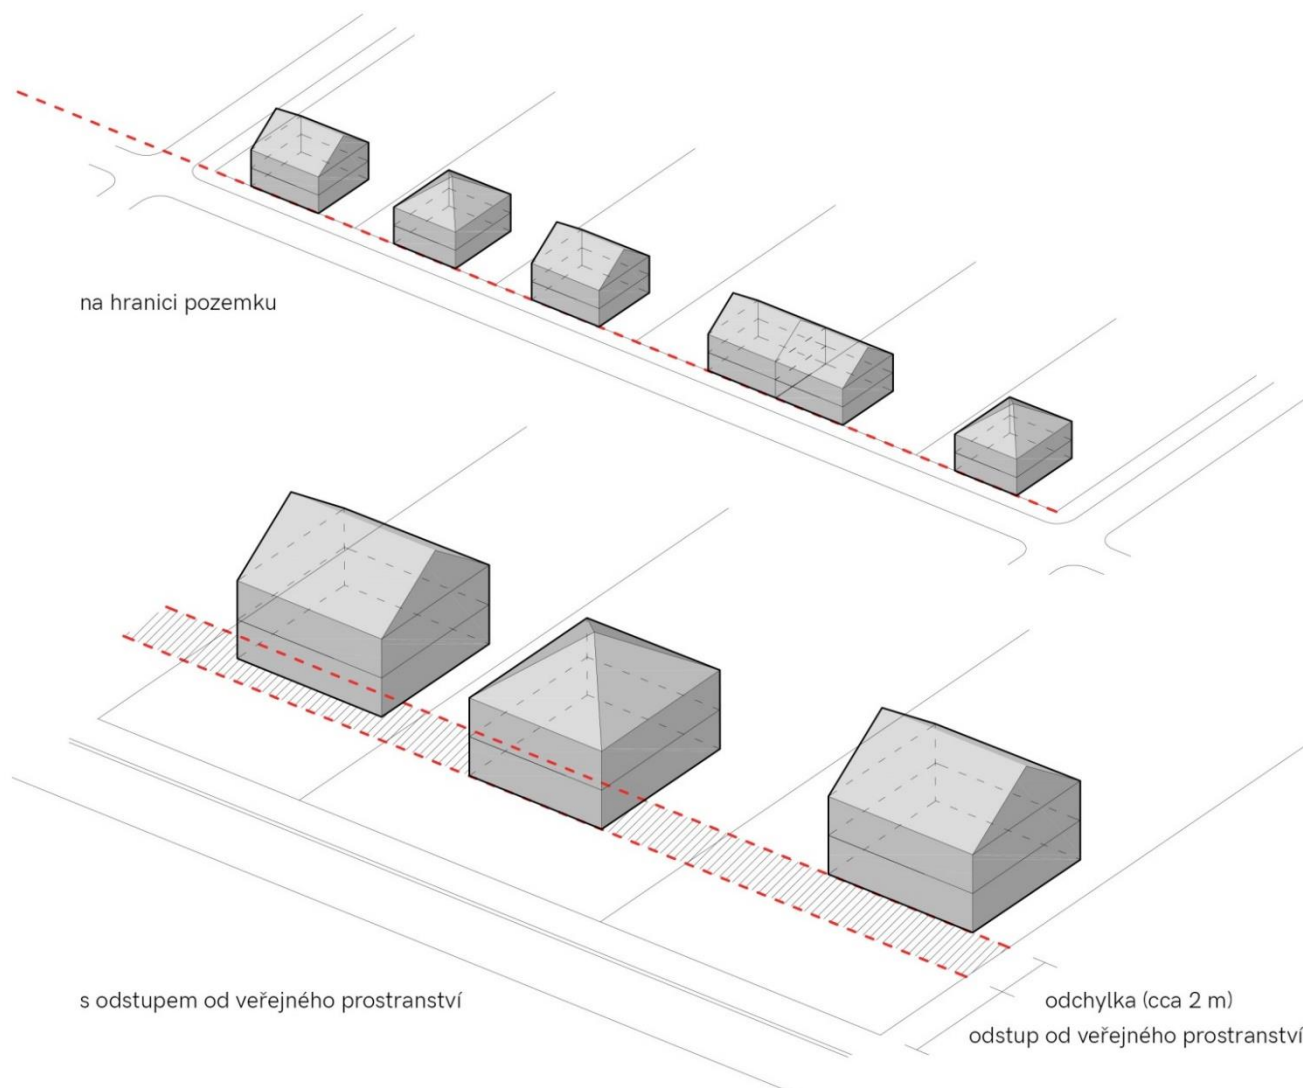 na hranici pozemku
s odstupem od veřejného prostranství
odchylka (cca 2 m)
odstup od veřejného prostranství